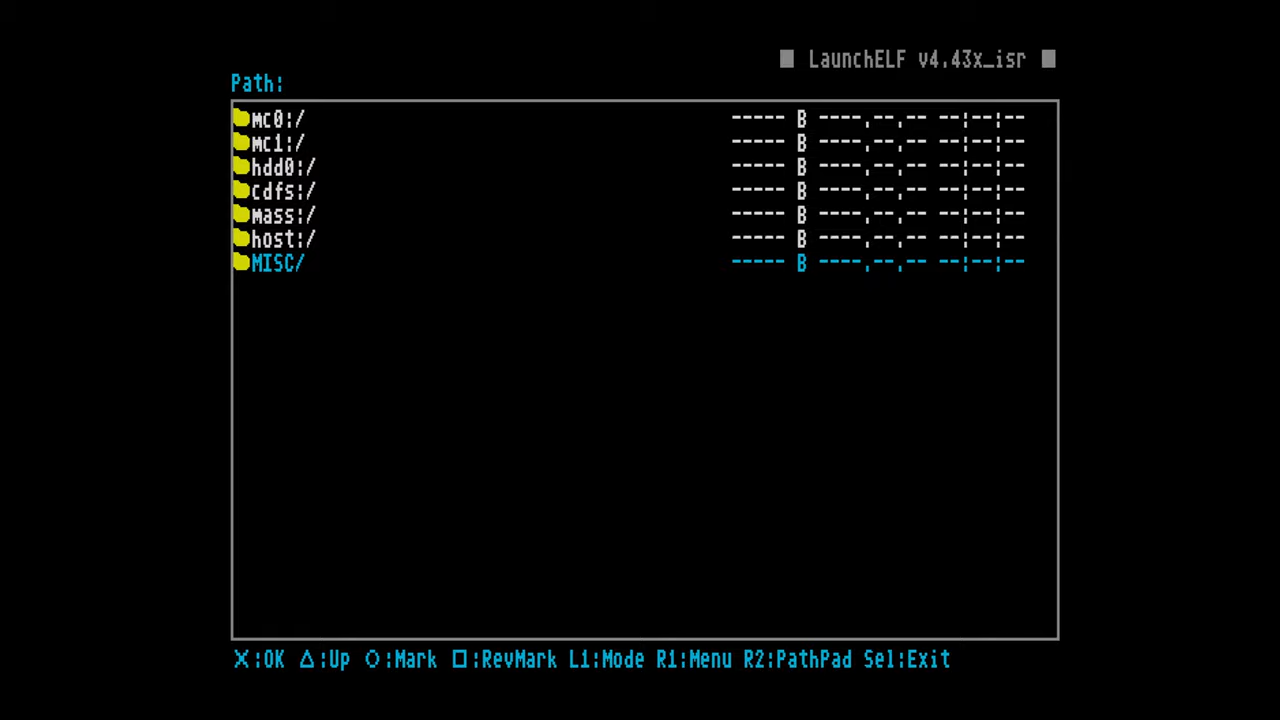 ■ LaunchELF v4.43x_isr ■
Path:
mc0:/ ----- B ----.--.-- --:--:--
mc1:/ ----- B ----.--.-- --:--:--
hdd0:/ ----- B ----.--.-- --:--:--
cdfs:/ ----- B ----.--.-- --:--:--
mass:/ ----- B ----.--.-- --:--:--
host:/ ----- B ----.--.-- --:--:--
MISC/ ----- B ----.--.-- --:--:--
✕:OK △:Up ○:Mark □:RevMark L1:Mode R1:Menu R2:PathPad Sel:Exit